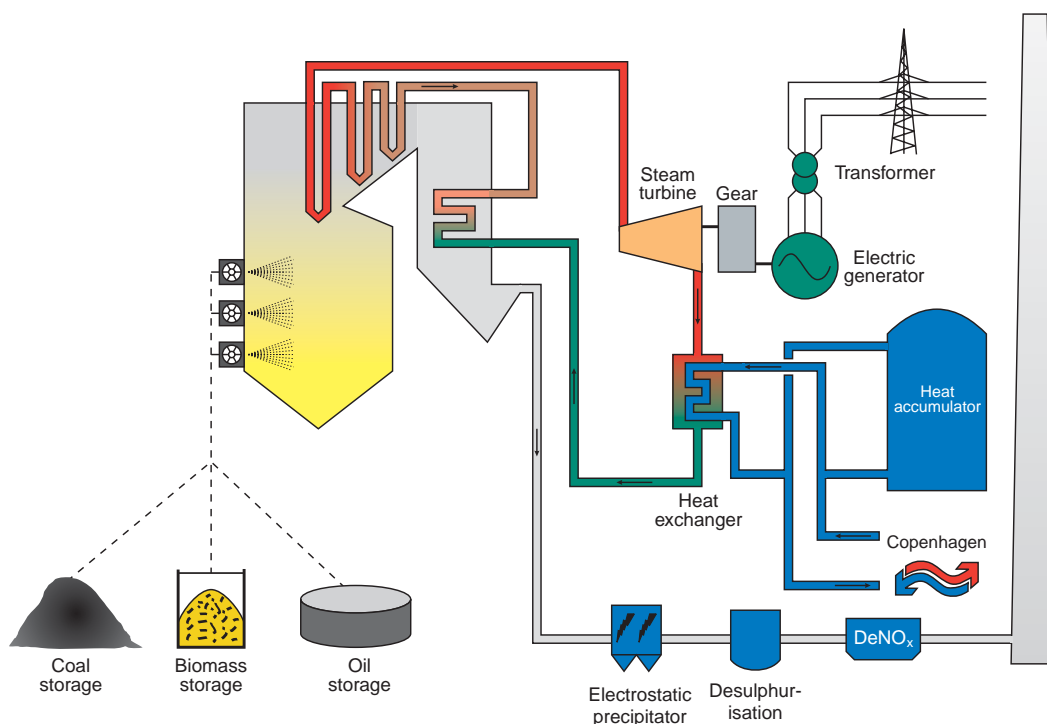 Steam
turbine
Gear
Transformer
Electric
generator
Heat
accumulator
Heat
exchanger
Copenhagen
Coal
storage
Biomass
storage
Oil
storage
Electrostatic
precipitator
Desulphur-
isation
DeNOₓ